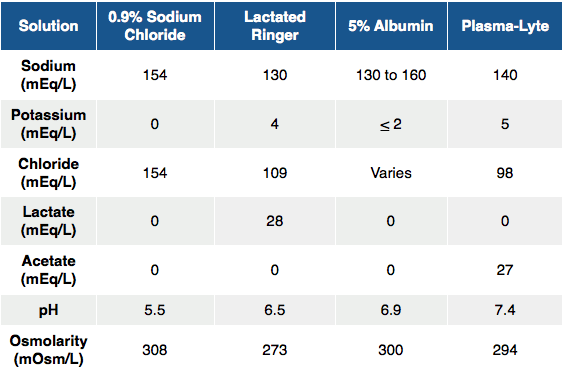 Solution 0.9% Sodium Chloride Lactated Ringer 5% Albumin Plasma-Lyte
Sodium (mEq/L) 154 130 130 to 160 140
Potassium (mEq/L) 0 4 ≤ 2 5
Chloride (mEq/L) 154 109 Varies 98
Lactate (mEq/L) 0 28 0 0
Acetate (mEq/L) 0 0 0 27
pH 5.5 6.5 6.9 7.4
Osmolarity (mOsm/L) 308 273 300 294